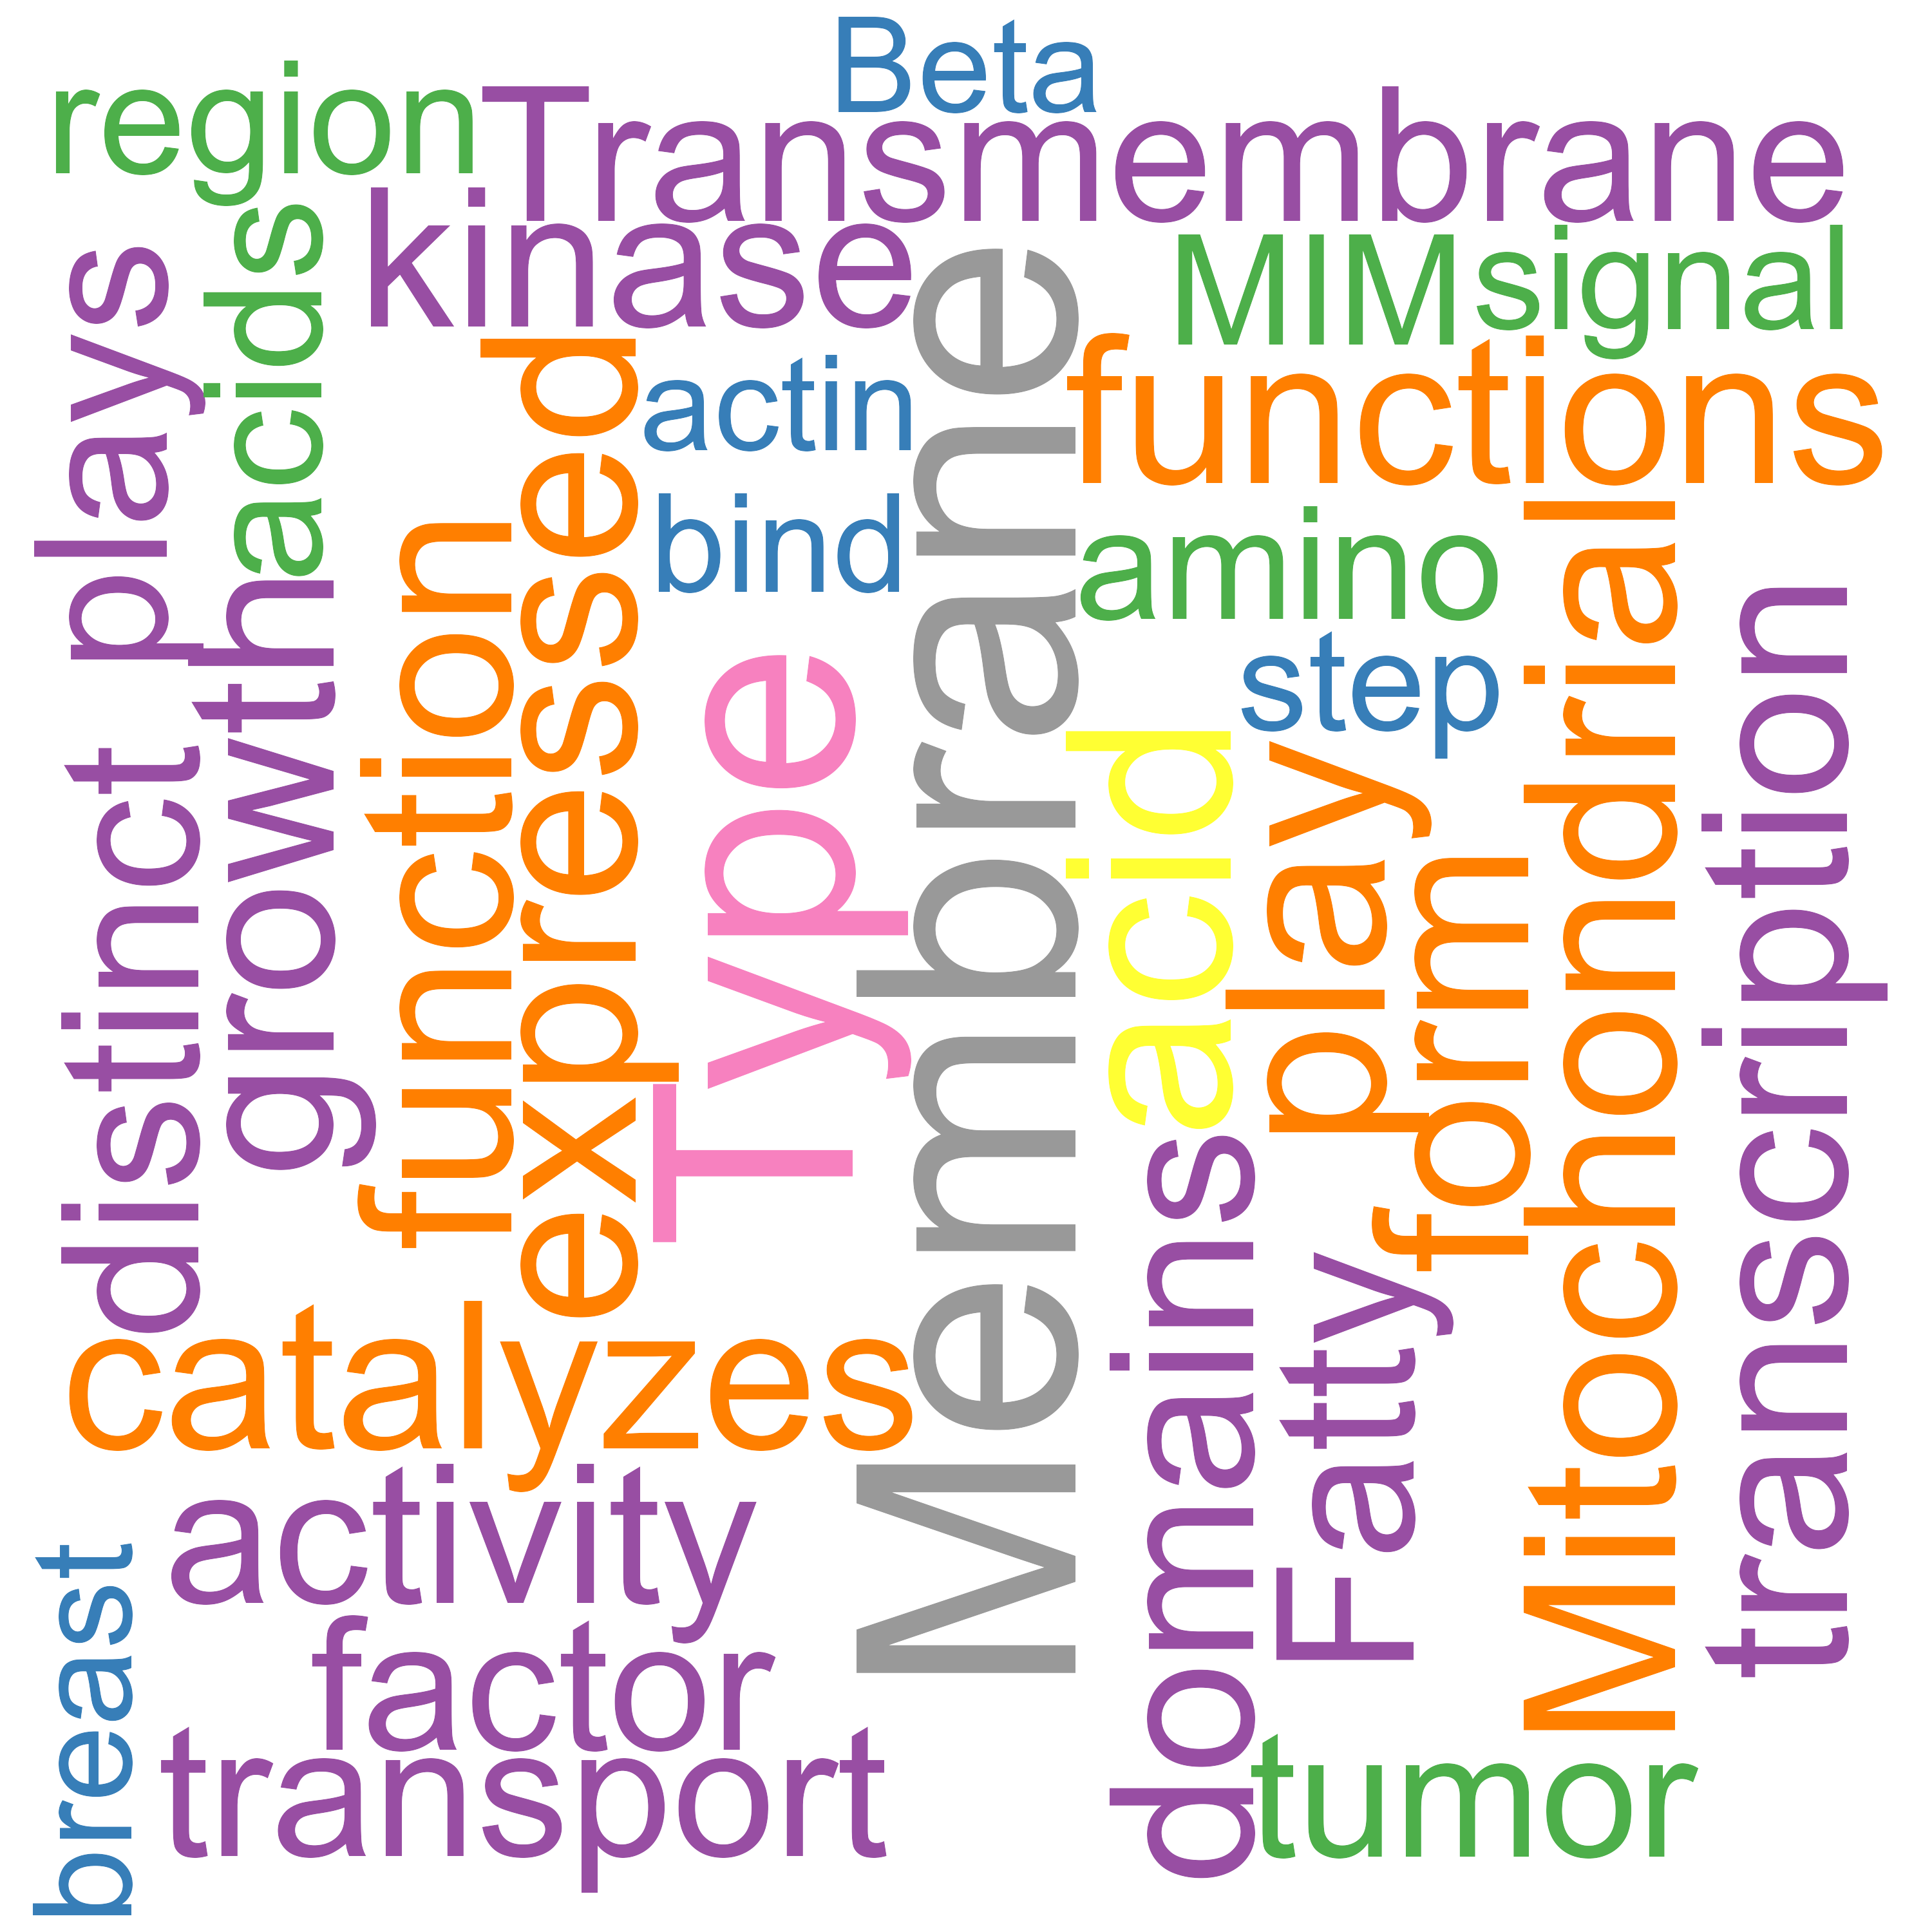 Beta
region
Transmembrane
kinase
MIM
signal
plays
acids
expressed
actin
functions
Membrane
bind
amino
step
growth
function
Type
acid
play
form
Mitochondrial
transcription
distinct
domains
Fatty
catalyzes
activity
breast
factor
transport
tumor